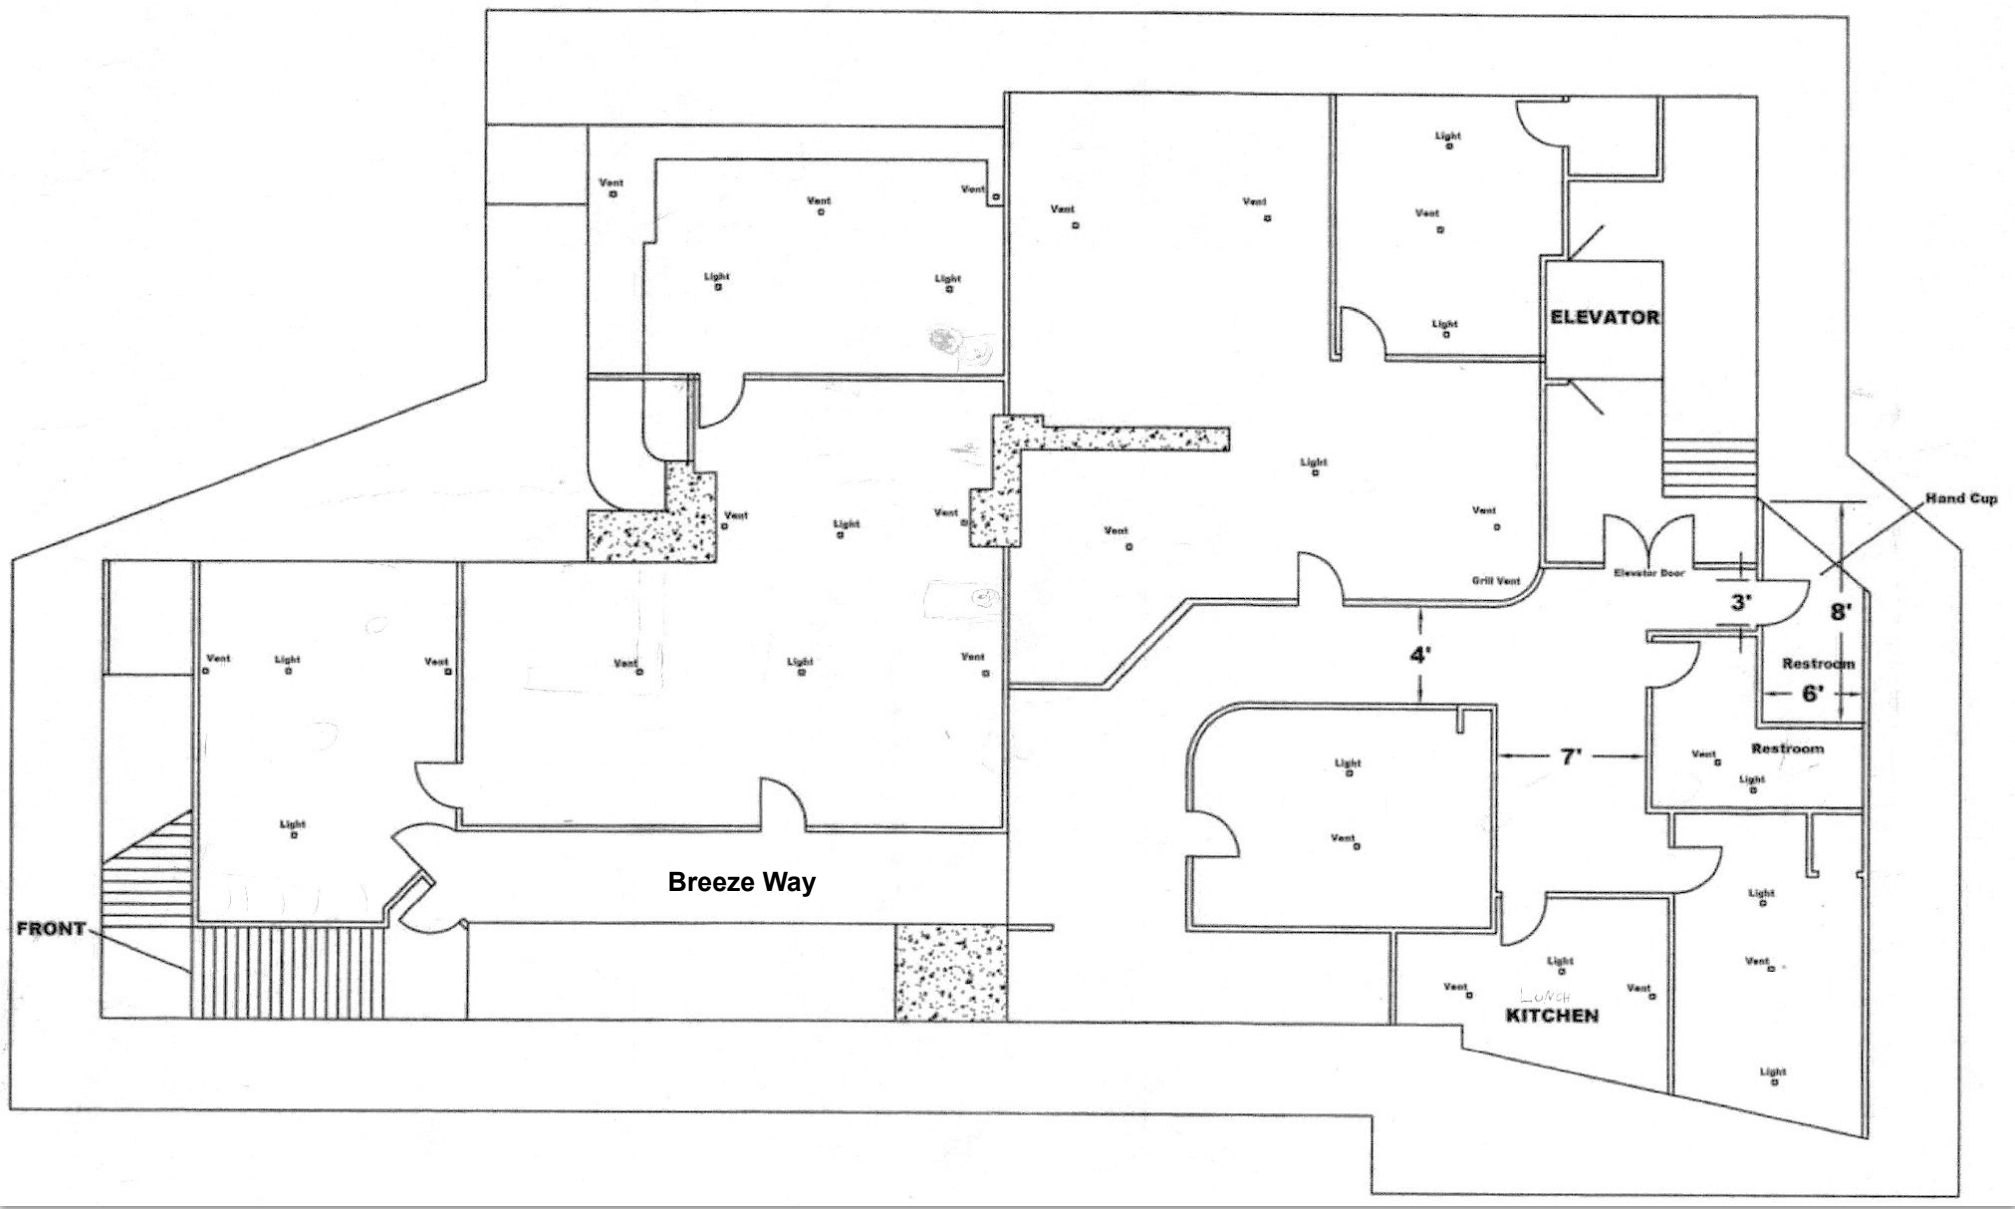 Light
Vent
Vent
Vent
Vent
Vent
Vent
Light
Light
Vent
ELEVATOR
Light
Light
Hand Cup
Vent
Light
Vent
Vent
Vent
Grill Vent
Elevator Door
3'
8'
4'
Vent
Light
Vent
Vent
Light
Vent
Restroom
6'
Restroom
7'
Vent
Light
Light
Light
Vent
Breeze Way
Light
FRONT
Light
Vent
Vent
Vent
LUNCH
KITCHEN
Light